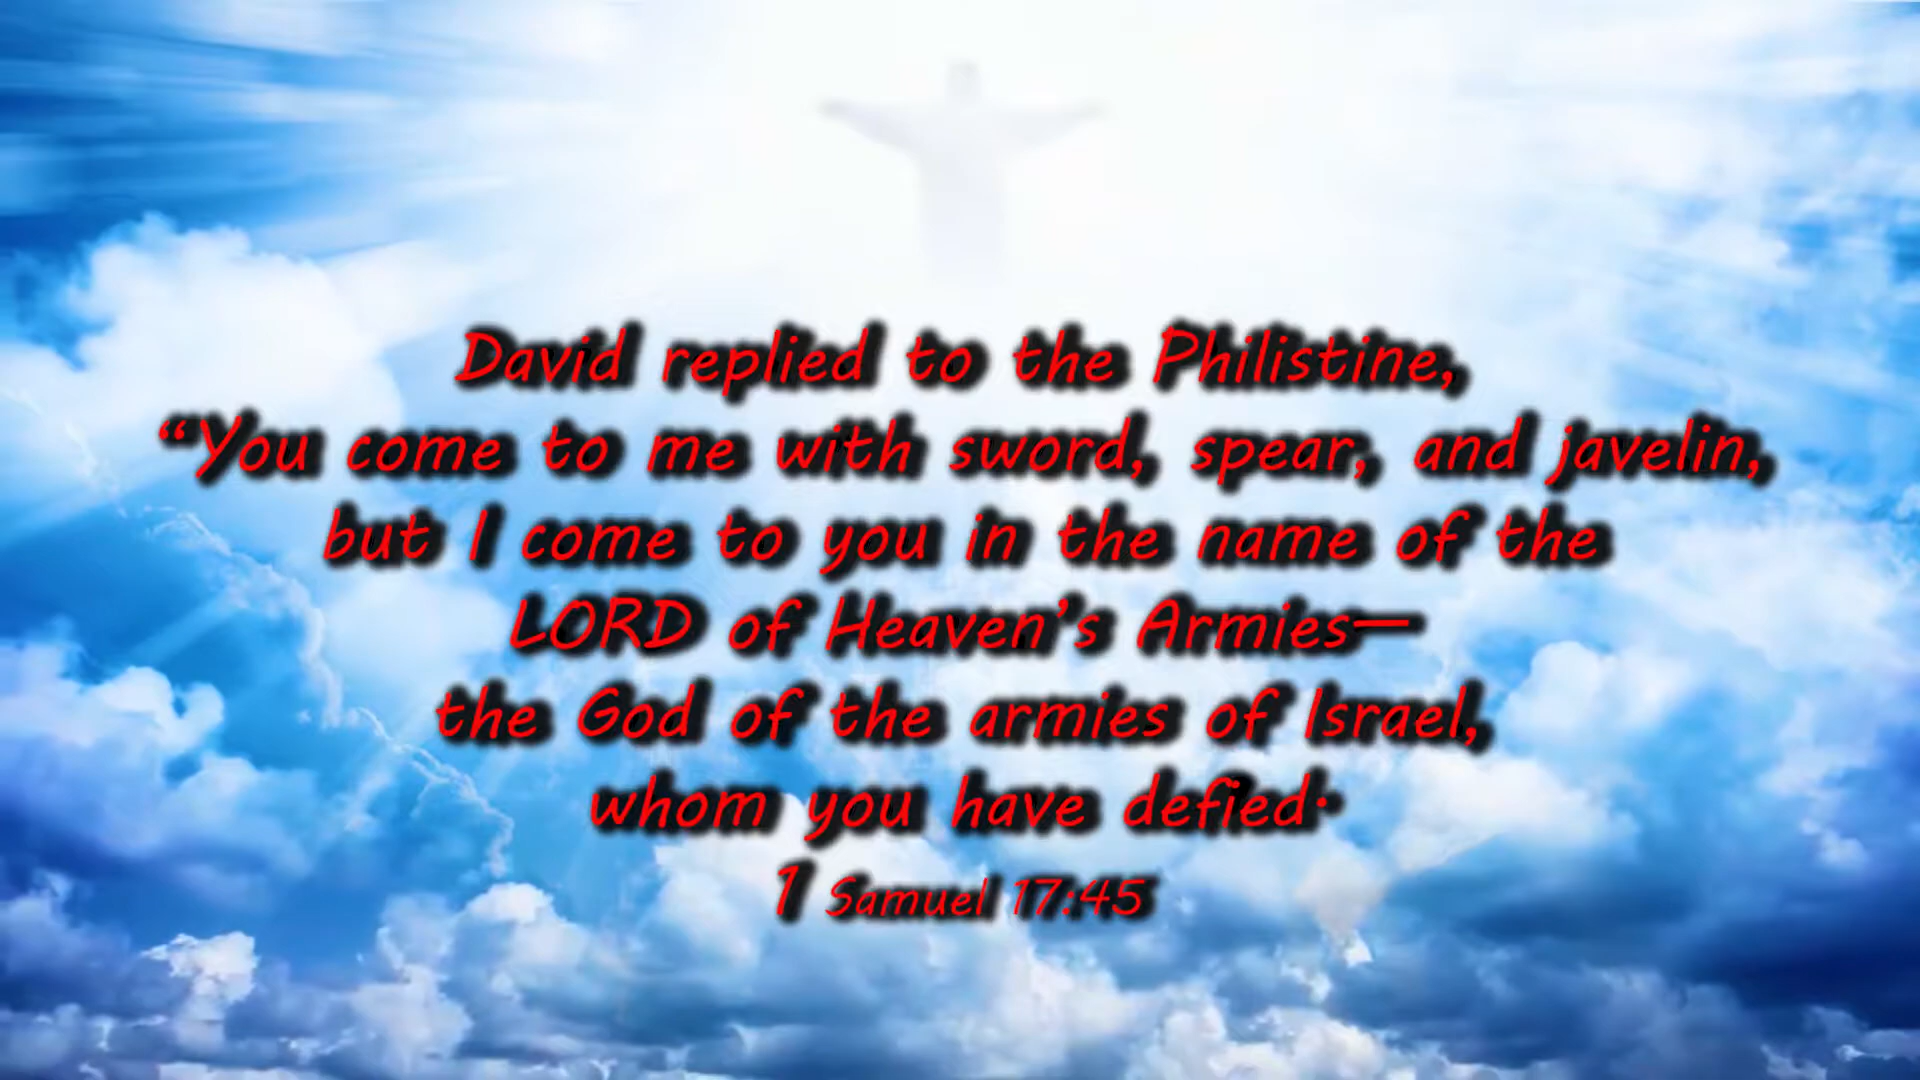 David replied to the Philistine,
“You come to me with sword, spear, and javelin,
but I come to you in the name of the
LORD of Heaven’s Armies—
the God of the armies of Israel,
whom you have defied·
1 Samuel 17:45